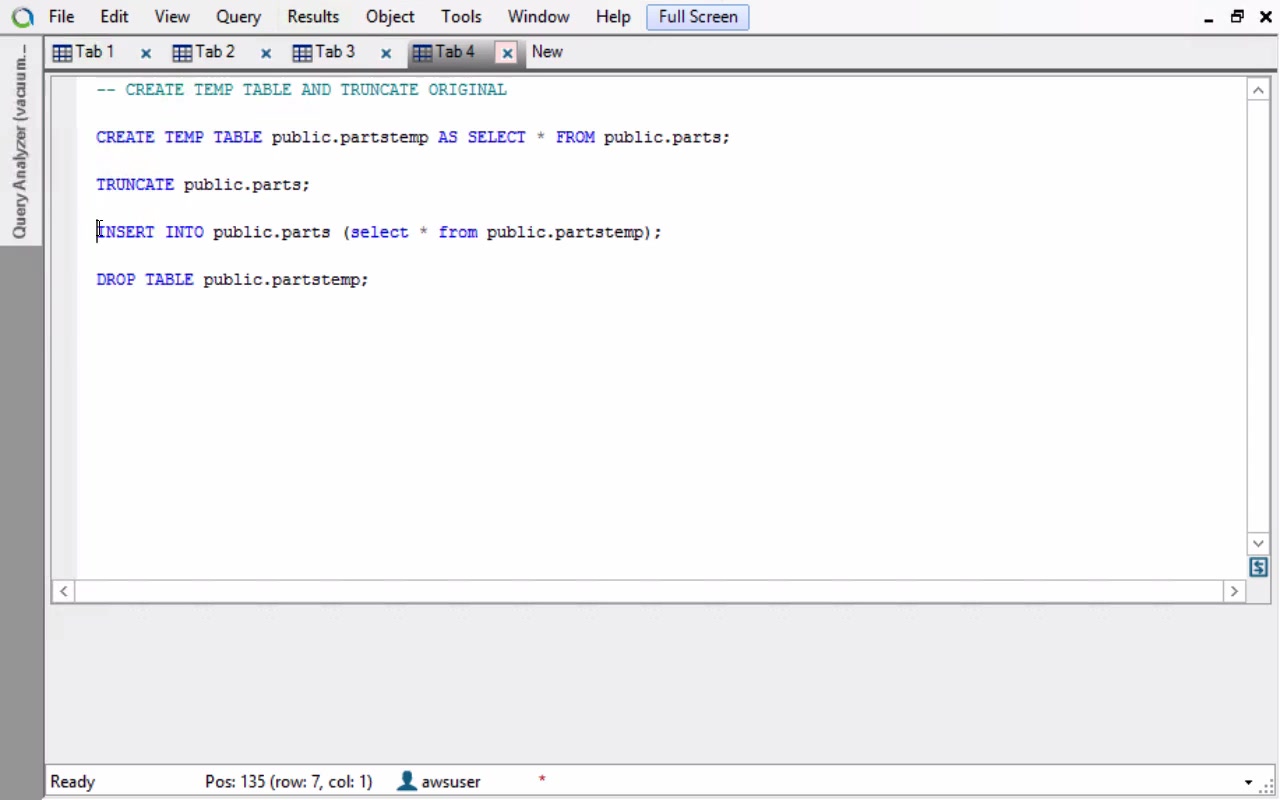 File Edit View Query Results Object Tools Window Help Full Screen
Query Analyzer (vacuum...
Tab 1 Tab 2 Tab 3 Tab 4 New
-- CREATE TEMP TABLE AND TRUNCATE ORIGINAL
CREATE TEMP TABLE public.partstemp AS SELECT * FROM public.parts;
TRUNCATE public.parts;
INSERT INTO public.parts (select * from public.partstemp);
DROP TABLE public.partstemp;
Ready Pos: 135 (row: 7, col: 1) awsuser *